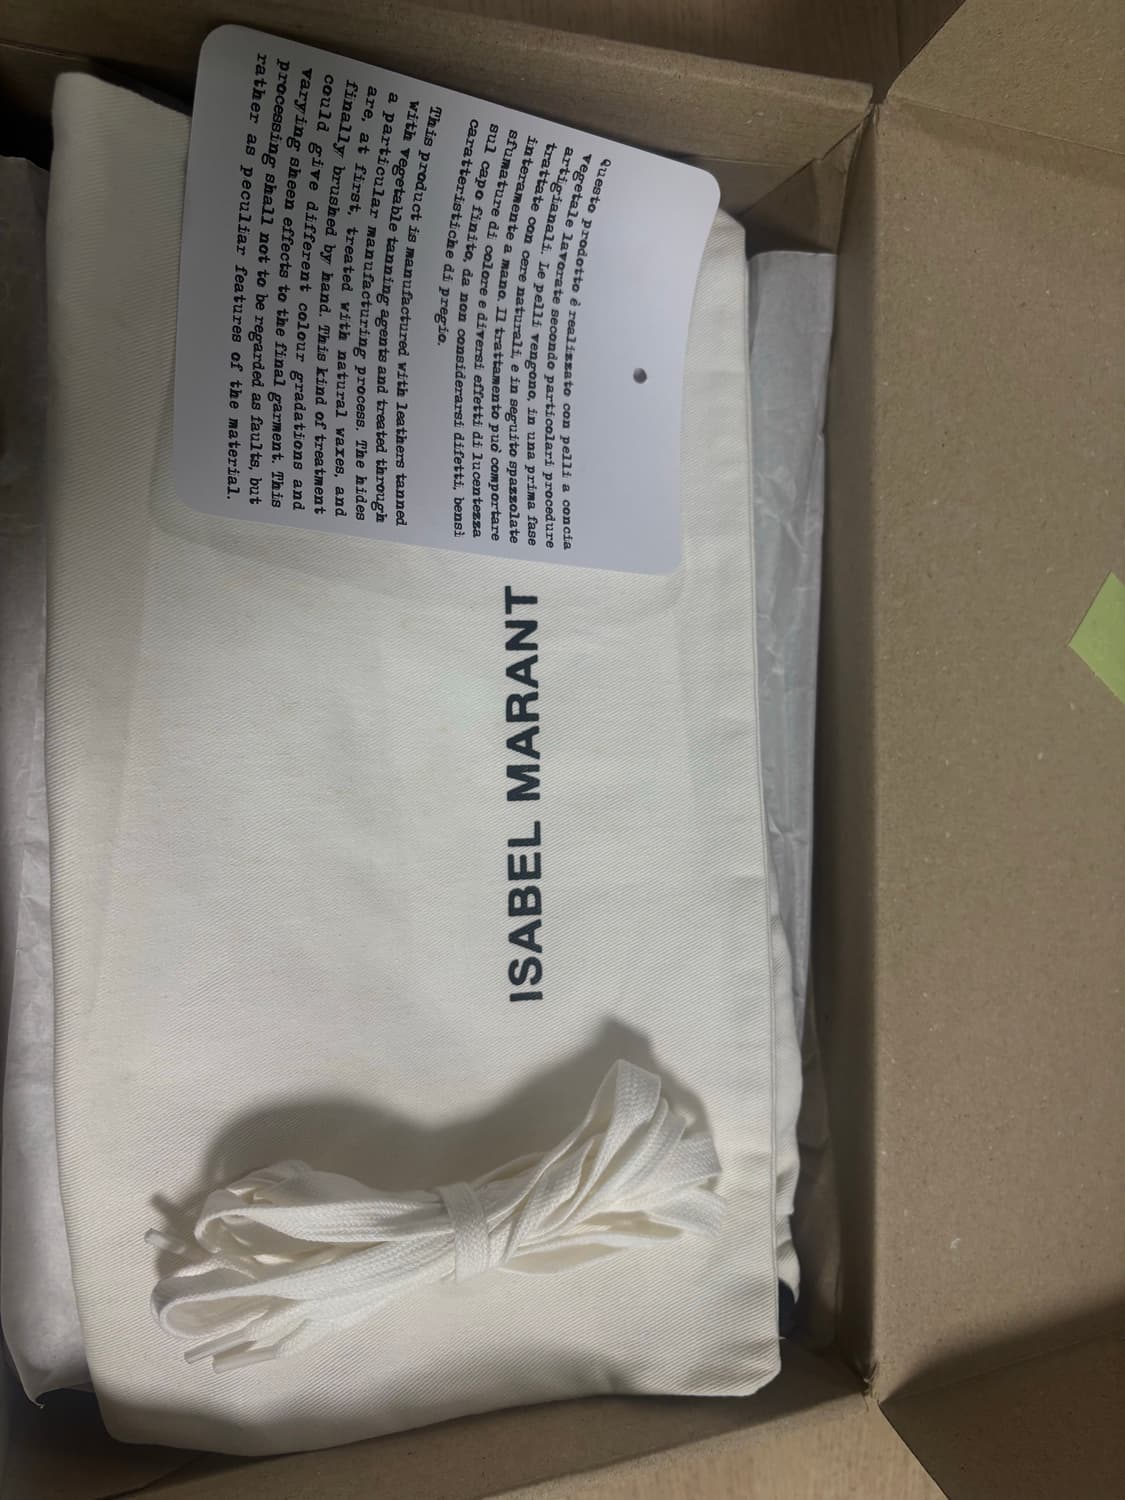 Questo prodotto è realizzato con pelli a concia
vegetale lavorate secondo particolari procedure
artigianali. Le pelli vengono, in una prima fase
trattate con cere naturali, e in seguito spazzolate
interamente a mano. Il trattamento può comportare
sfumature di colore e diversi effetti di lucentezza
sul capo finito, da non considerarsi difetti, bensì
caratteristiche di pregio.
This product is manufactured with leathers tanned
with vegetable tanning agents and treated through
a particular manufacturing process. The hides
are, at first, treated with natural waxes, and
finally brushed by hand. This kind of treatment
could give different colour gradations and
varying sheen effects to the final garment. This
processing shall not to be regarded as faults, but
rather as peculiar features of the material.
ISABEL MARANT